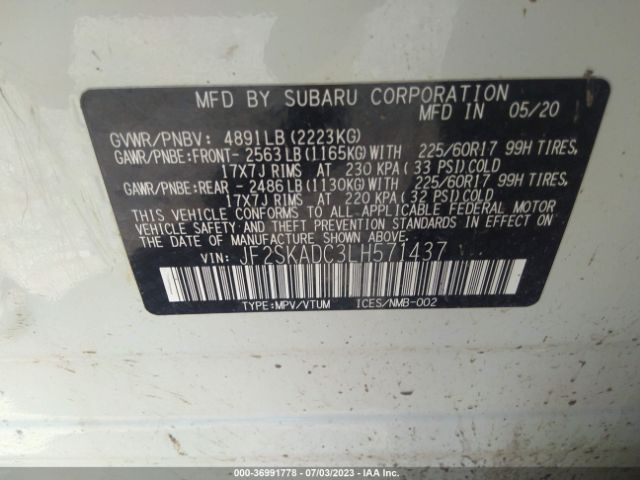 MFD BY SUBARU CORPORATION
MFD IN 05/20
GVWR/PNBV: 4891LB (2223KG)
GAWR/PNBE:FRONT- 2563LB (1165KG)WITH 225/60R17 99H TIRES,
17X7J RIMS AT 230 KPA (33 PSI)COLD
GAWR/PNBE:REAR - 2486LB (1130KG)WITH 225/60R17 99H TIRES,
17X7J RIMS AT 220 KPA (32 PSI)COLD
THIS VEHICLE CONFORMS TO ALL APPLICABLE FEDERAL MOTOR
VEHICLE SAFETY AND THEFT PREVENTION STANDARDS IN EFFECT ON
THE DATE OF MANUFACTURE SHOWN ABOVE.
VIN: JF2SKADC3LH571437
TYPE:MPV/VTUM ICES/NMB-002
000-36991778 - 07/03/2023 - IAA Inc.